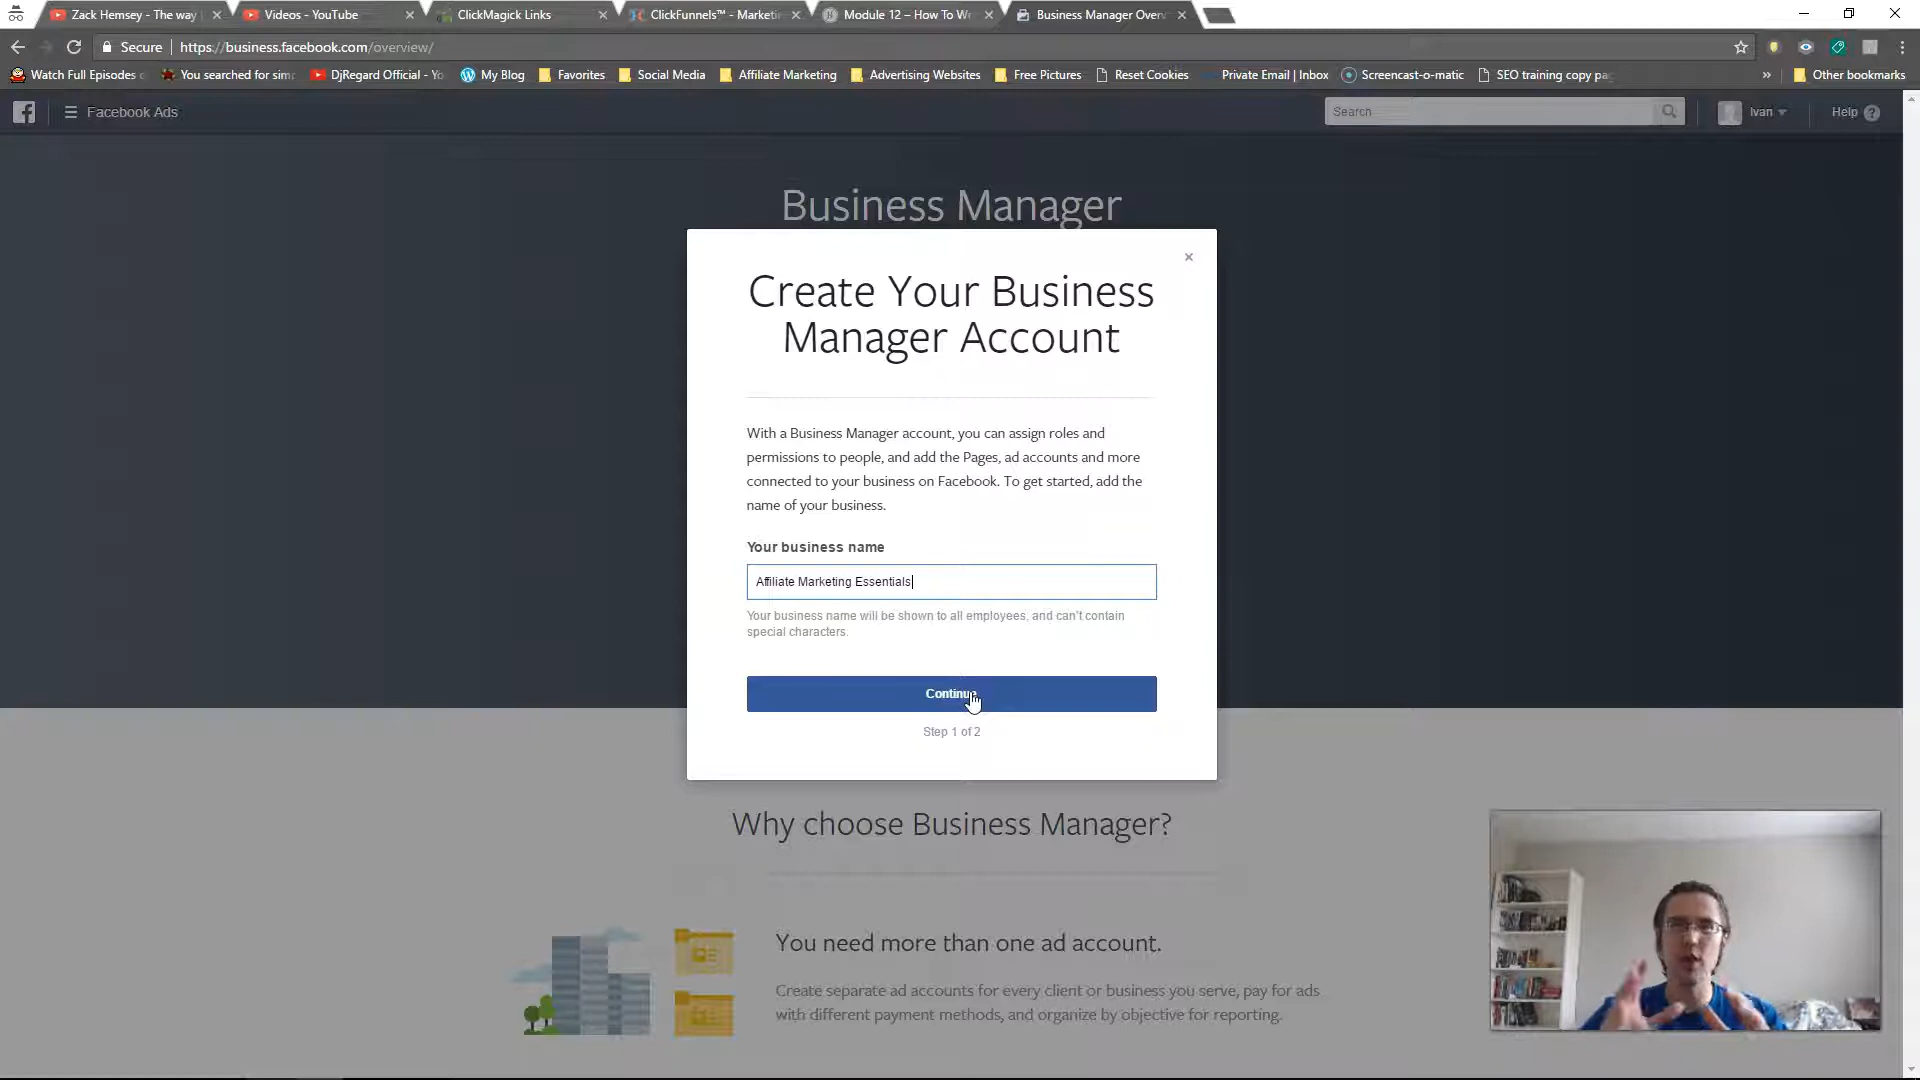 Zack Hemsey - The way
Videos - YouTube
ClickMagick Links
ClickFunnels™ - Marketin
Module 12 – How To Wr
Business Manager Over
Secure
https://business.facebook.com/overview/
Watch Full Episodes o
You searched for sim
DjRegard Official - Yo
My Blog
Favorites
Social Media
Affiliate Marketing
Advertising Websites
Free Pictures
Reset Cookies
Private Email | Inbox
Screencast-o-matic
SEO training copy pa
»
Other bookmarks
Facebook Ads
Search
Ivan
Help ?
Business Manager
×
Create Your Business
Manager Account
With a Business Manager account, you can assign roles and
permissions to people, and add the Pages, ad accounts and more
connected to your business on Facebook. To get started, add the
name of your business.
Your business name
Affiliate Marketing Essentials
Your business name will be shown to all employees, and can't contain
special characters.
Continue
Step 1 of 2
Why choose Business Manager?
You need more than one ad account.
Create separate ad accounts for every client or business you serve, pay for ads
with different payment methods, and organize by objective for reporting.